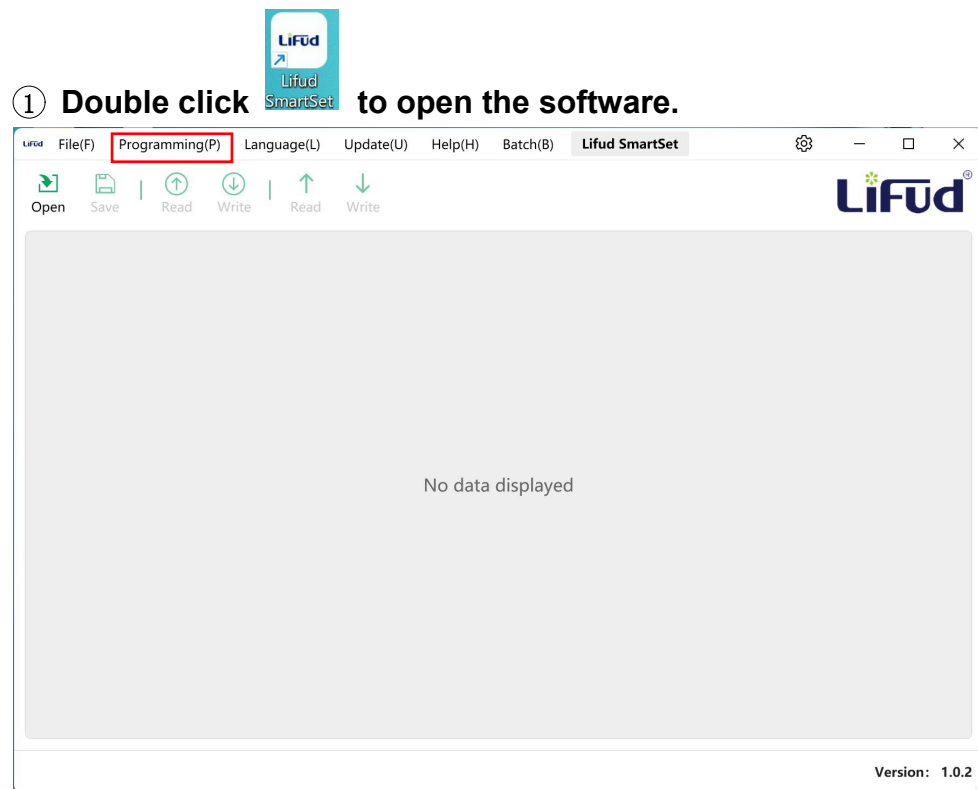 LiFud
Lifud
SmartSet
① Double click to open the software.
LiFud File(F) Programming(P) Language(L) Update(U) Help(H) Batch(B) Lifud SmartSet
Open Save Read Write Read Write
LiFud®
No data displayed
Version: 1.0.2